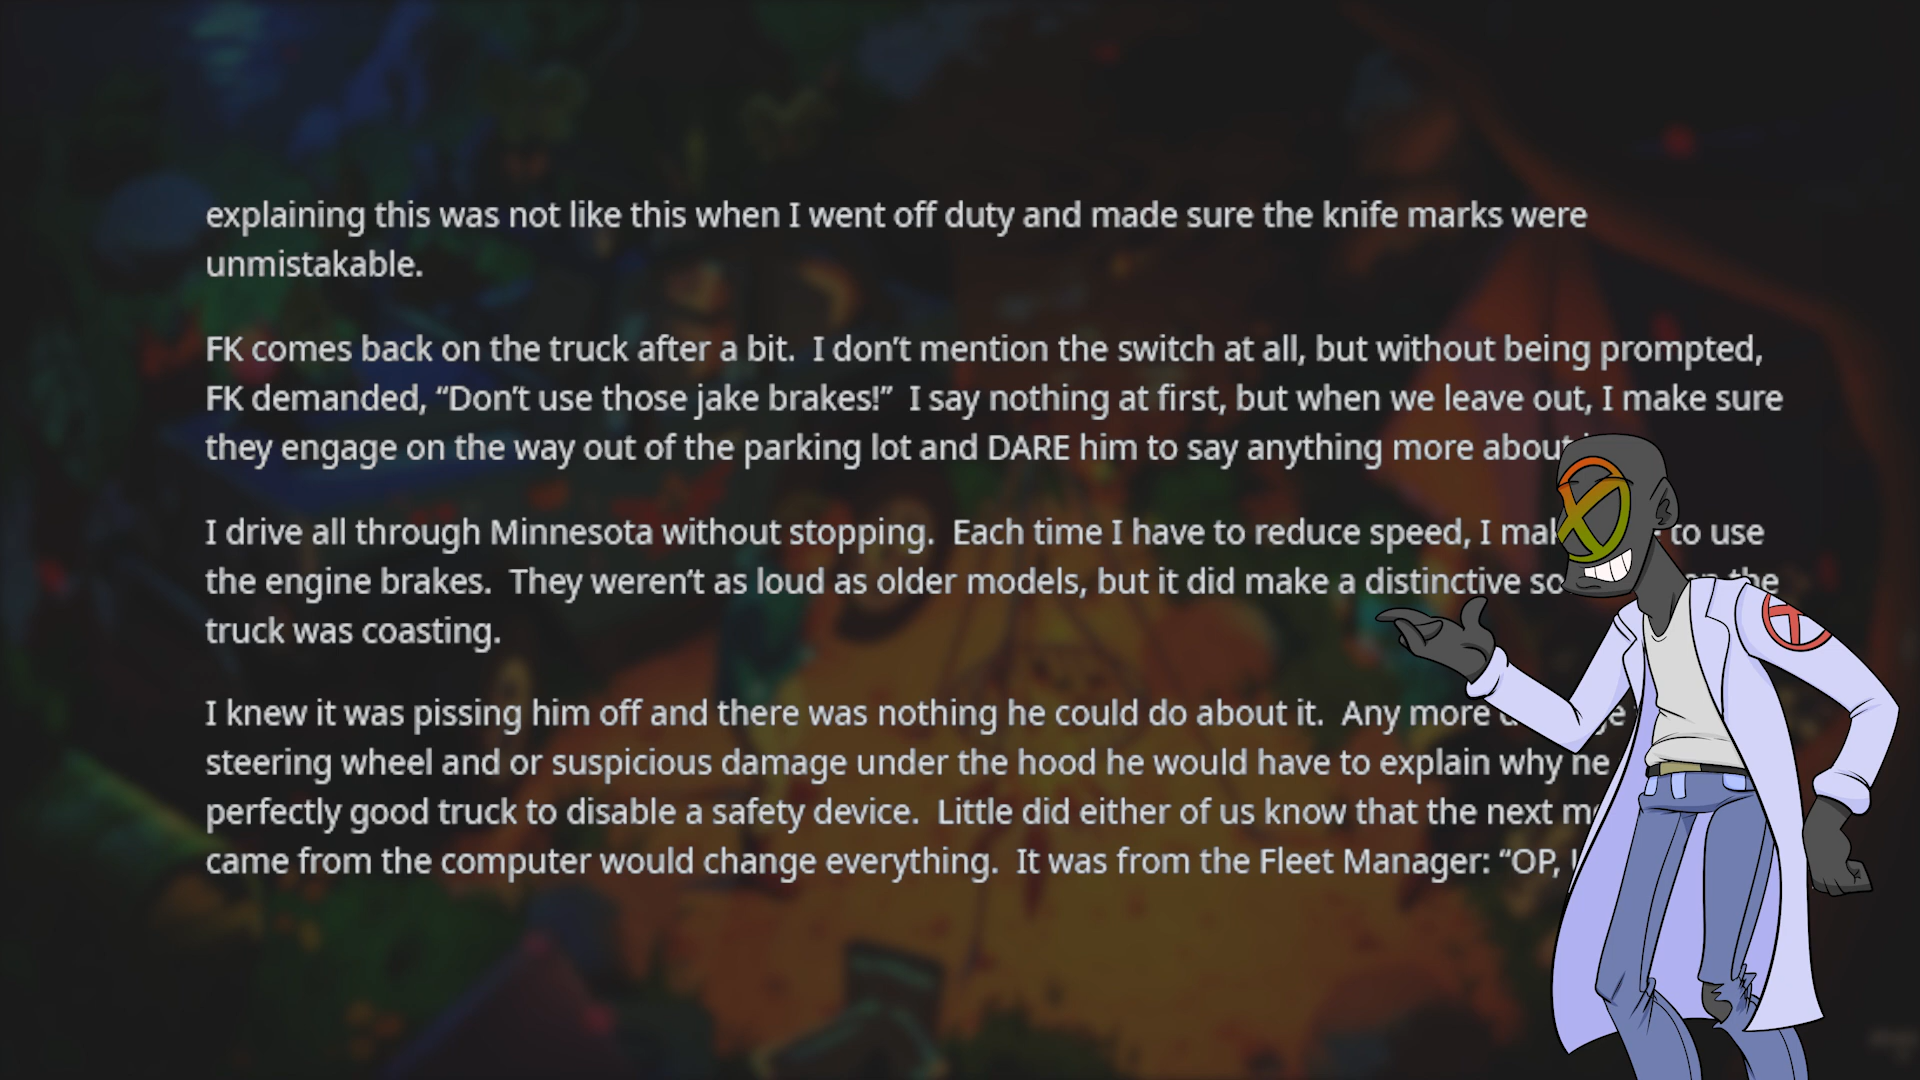 explaining this was not like this when I went off duty and made sure the knife marks were
unmistakable.
FK comes back on the truck after a bit.  I don’t mention the switch at all, but without being prompted,
FK demanded, “Don’t use those jake brakes!”  I say nothing at first, but when we leave out, I make sure
they engage on the way out of the parking lot and DARE him to say anything more about
I drive all through Minnesota without stopping.  Each time I have to reduce speed, I to use
the engine brakes.  They weren’t as loud as older models, but it did make a distinctive the
truck was coasting.
I knew it was pissing him off and there was nothing he could do about it.  Any more
steering wheel and or suspicious damage under the hood he would have to explain why
perfectly good truck to disable a safety device.  Little did either of us know that the next
came from the computer would change everything.  It was from the Fleet Manager: “OP,